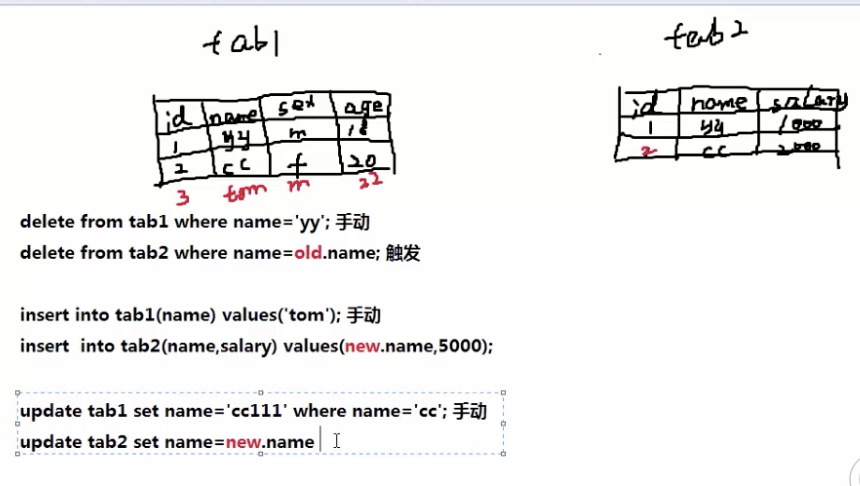 tab1
tab2
id name sex age
1 yy m 18
2 cc f 20
3 tom m 22
id name salary
1 yy 1000
2 cc 2000
delete from tab1 where name='yy'; 手动
delete from tab2 where name=old.name; 触发
insert into tab1(name) values('tom'); 手动
insert into tab2(name,salary) values(new.name,5000);
update tab1 set name='cc111' where name='cc'; 手动
update tab2 set name=new.name